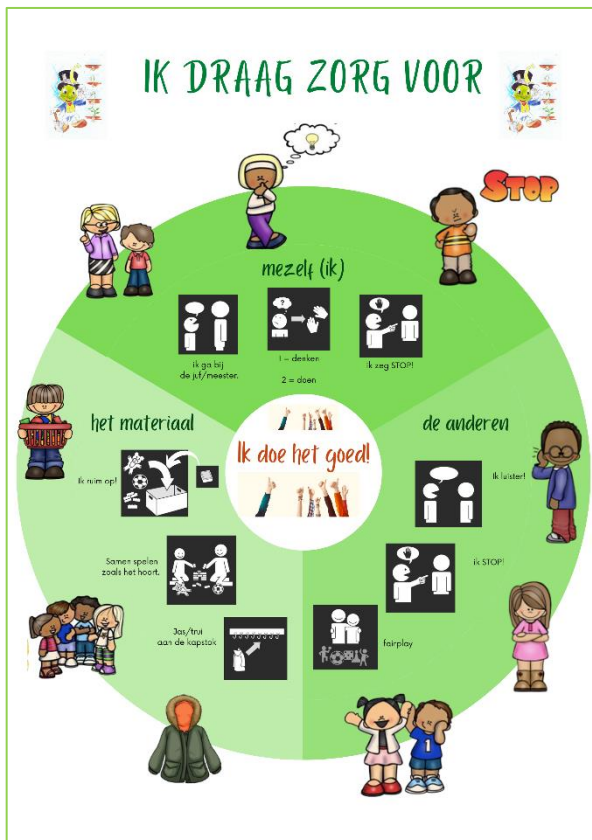 IK DRAAG ZORG VOOR
STOP
mezelf (ik)
ik ga bij
de juf/meester.
1 = denken
2 = doen
ik zeg STOP!
het materiaal
Ik ruim op!
Samen spelen
zoals het hoort.
Jas/trui
aan de kapstok
Ik doe het goed!
de anderen
Ik luister!
ik STOP!
fairplay